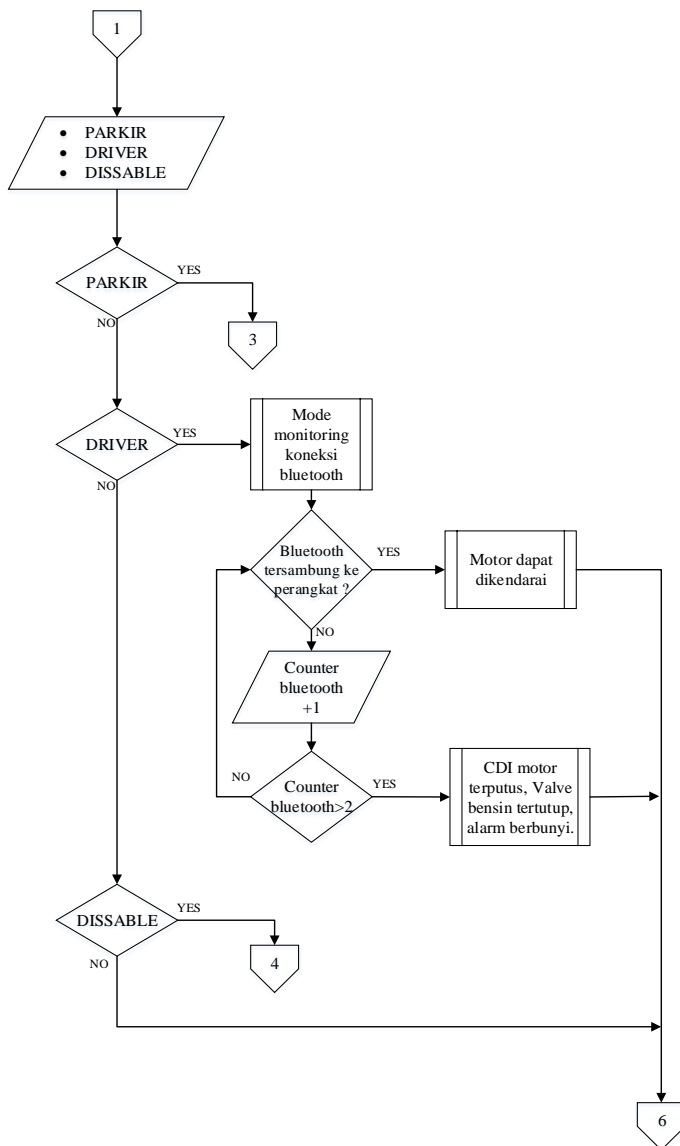 1
• PARKIR
• DRIVER
• DISSABLE
PARKIR
YES
NO
3
DRIVER
YES
NO
Mode
monitoring
koneksi
bluetooth
Bluetooth
tersambung ke
perangkat ?
YES
NO
Motor dapat
dikendarai
Counter
bluetooth
+1
Counter
bluetooth>2
NO
YES
CDI motor
terputus, Valve
bensin tertutup,
alarm berbunyi.
DISSABLE
YES
NO
4
6